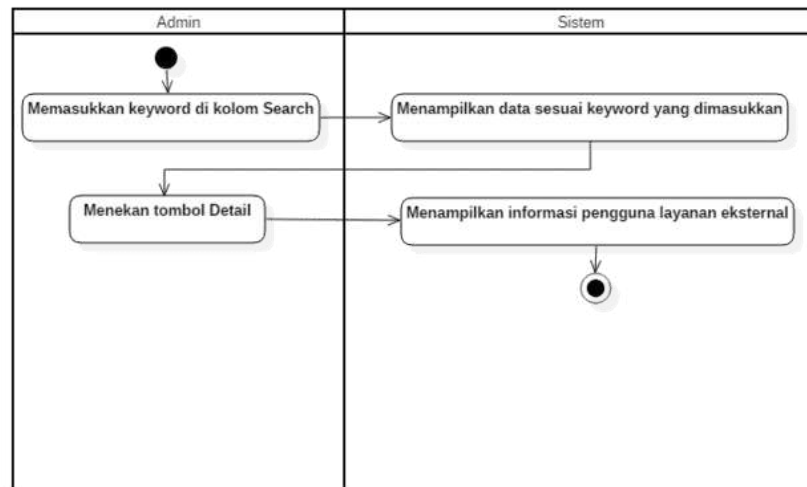 Admin
Sistem
Memasukkan keyword di kolom Search
Menampilkan data sesuai keyword yang dimasukkan
Menekan tombol Detail
Menampilkan informasi pengguna layanan eksternal